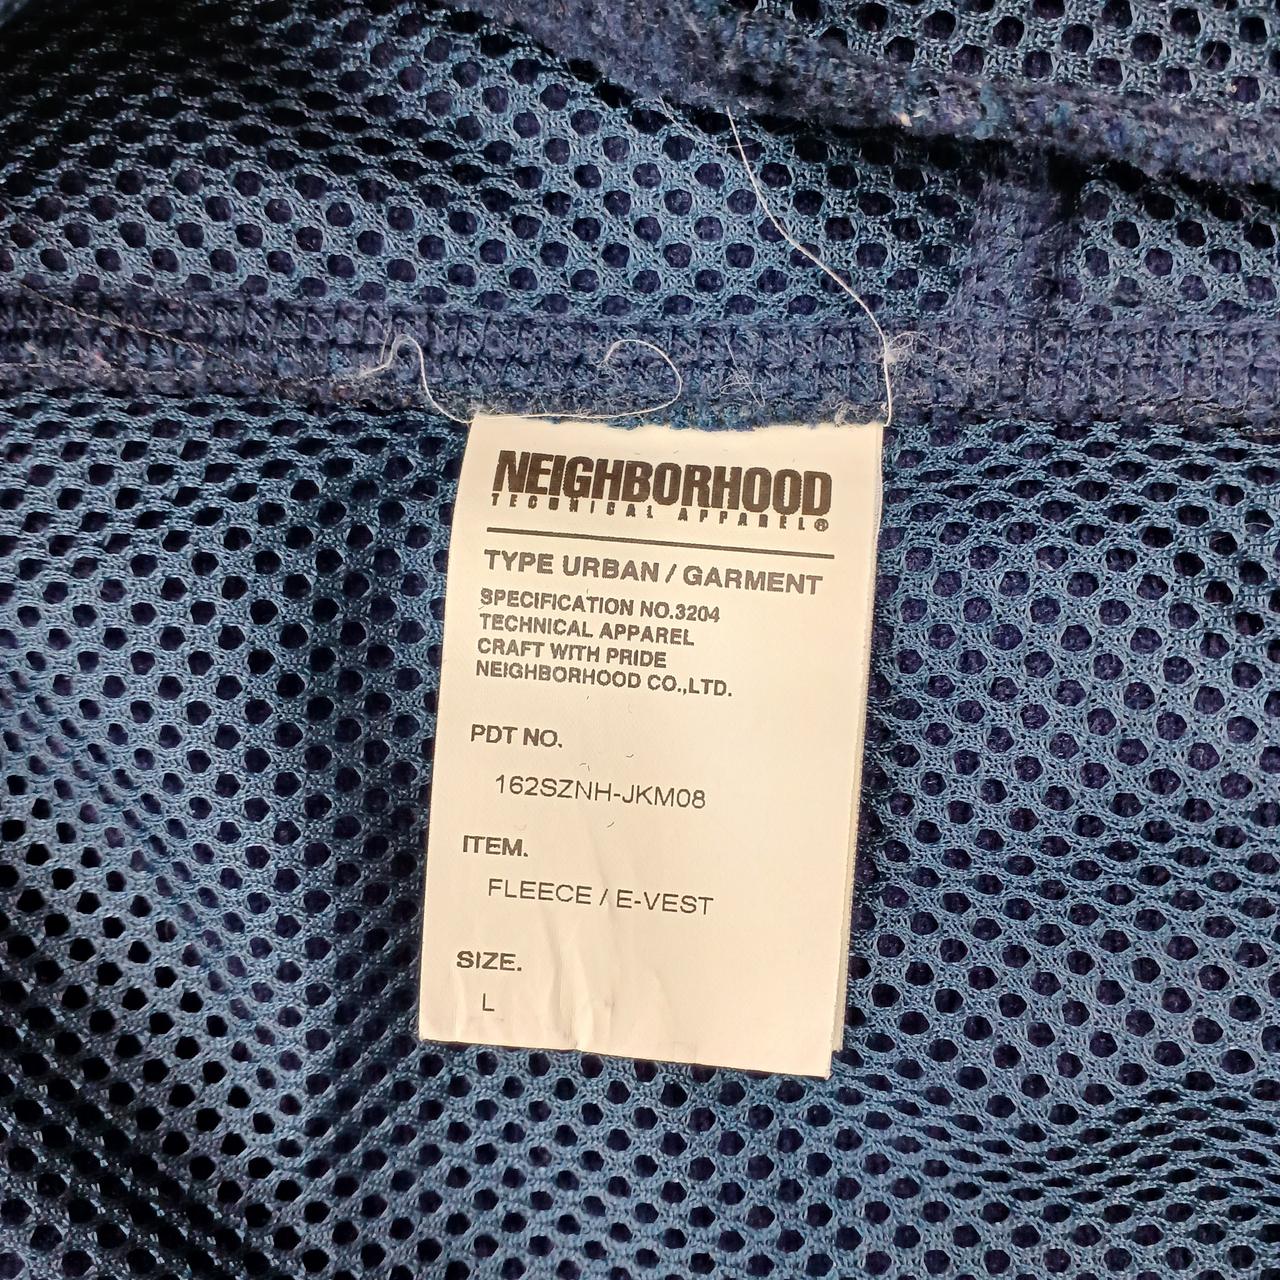 NEIGHBORHOOD
TECHNICAL APPAREL®
TYPE URBAN / GARMENT
SPECIFICATION NO.3204
TECHNICAL APPAREL
CRAFT WITH PRIDE
NEIGHBORHOOD CO.,LTD.
PDT NO.
162SZNH-JKM08
ITEM.
FLEECE / E-VEST
SIZE.
L